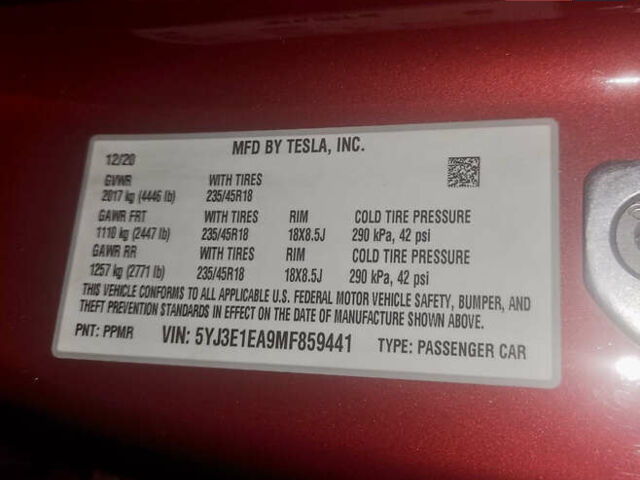 MFD BY TESLA, INC.
12/20
GVWR WITH TIRES
2017 kg (4446 lb) 235/45R18
GAWR FRT WITH TIRES RIM COLD TIRE PRESSURE
1110 kg (2447 lb) 235/45R18 18X8.5J 290 kPa, 42 psi
GAWR RR WITH TIRES RIM COLD TIRE PRESSURE
1257 kg (2771 lb) 235/45R18 18X8.5J 290 kPa, 42 psi
THIS VEHICLE CONFORMS TO ALL APPLICABLE U.S. FEDERAL MOTOR VEHICLE SAFETY, BUMPER, AND
THEFT PREVENTION STANDARDS IN EFFECT ON THE DATE OF MANUFACTURE SHOWN ABOVE.
PNT: PPMR VIN: 5YJ3E1EA9MF859441 TYPE: PASSENGER CAR